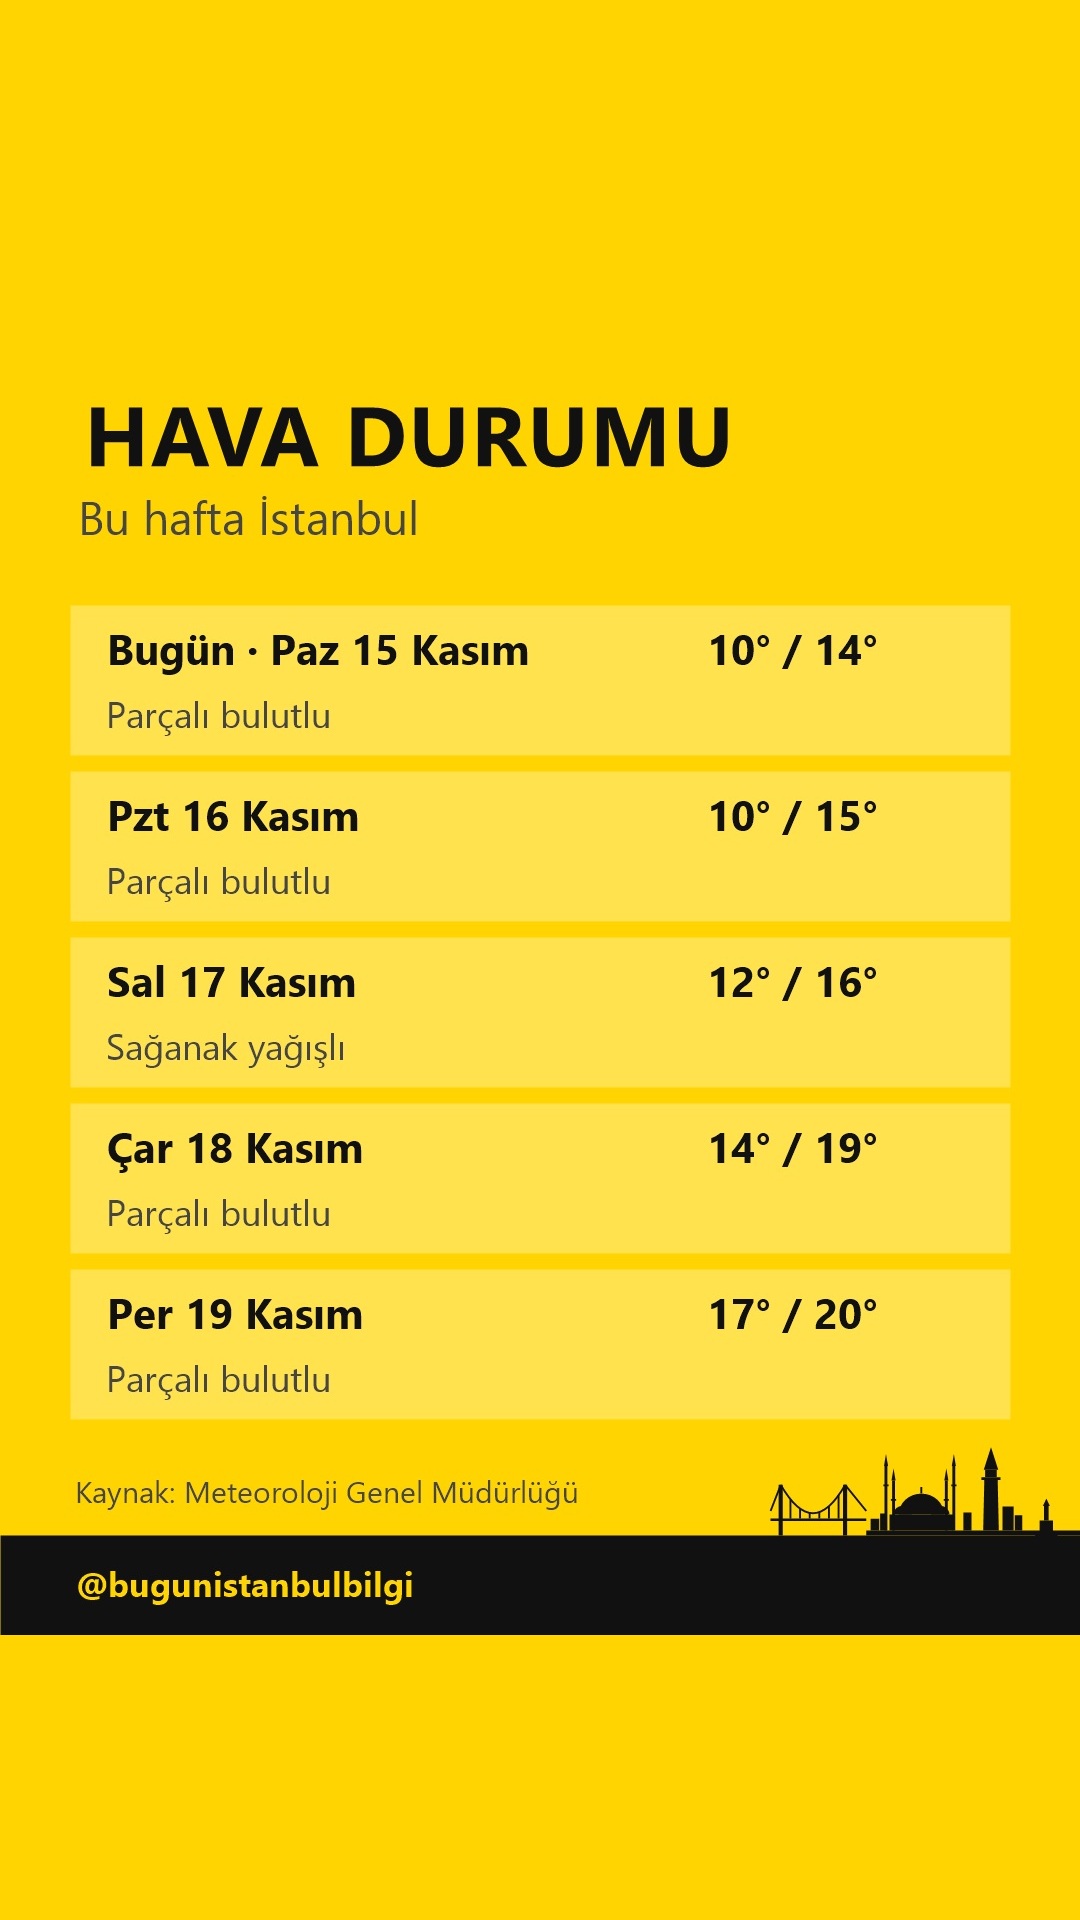 HAVA DURUMU
Bu hafta İstanbul
Bugün · Paz 15 Kasım 10° / 14°
Parçalı bulutlu
Pzt 16 Kasım 10° / 15°
Parçalı bulutlu
Sal 17 Kasım 12° / 16°
Sağanak yağışlı
Çar 18 Kasım 14° / 19°
Parçalı bulutlu
Per 19 Kasım 17° / 20°
Parçalı bulutlu
Kaynak: Meteoroloji Genel Müdürlüğü
@bugunistanbulbilgi